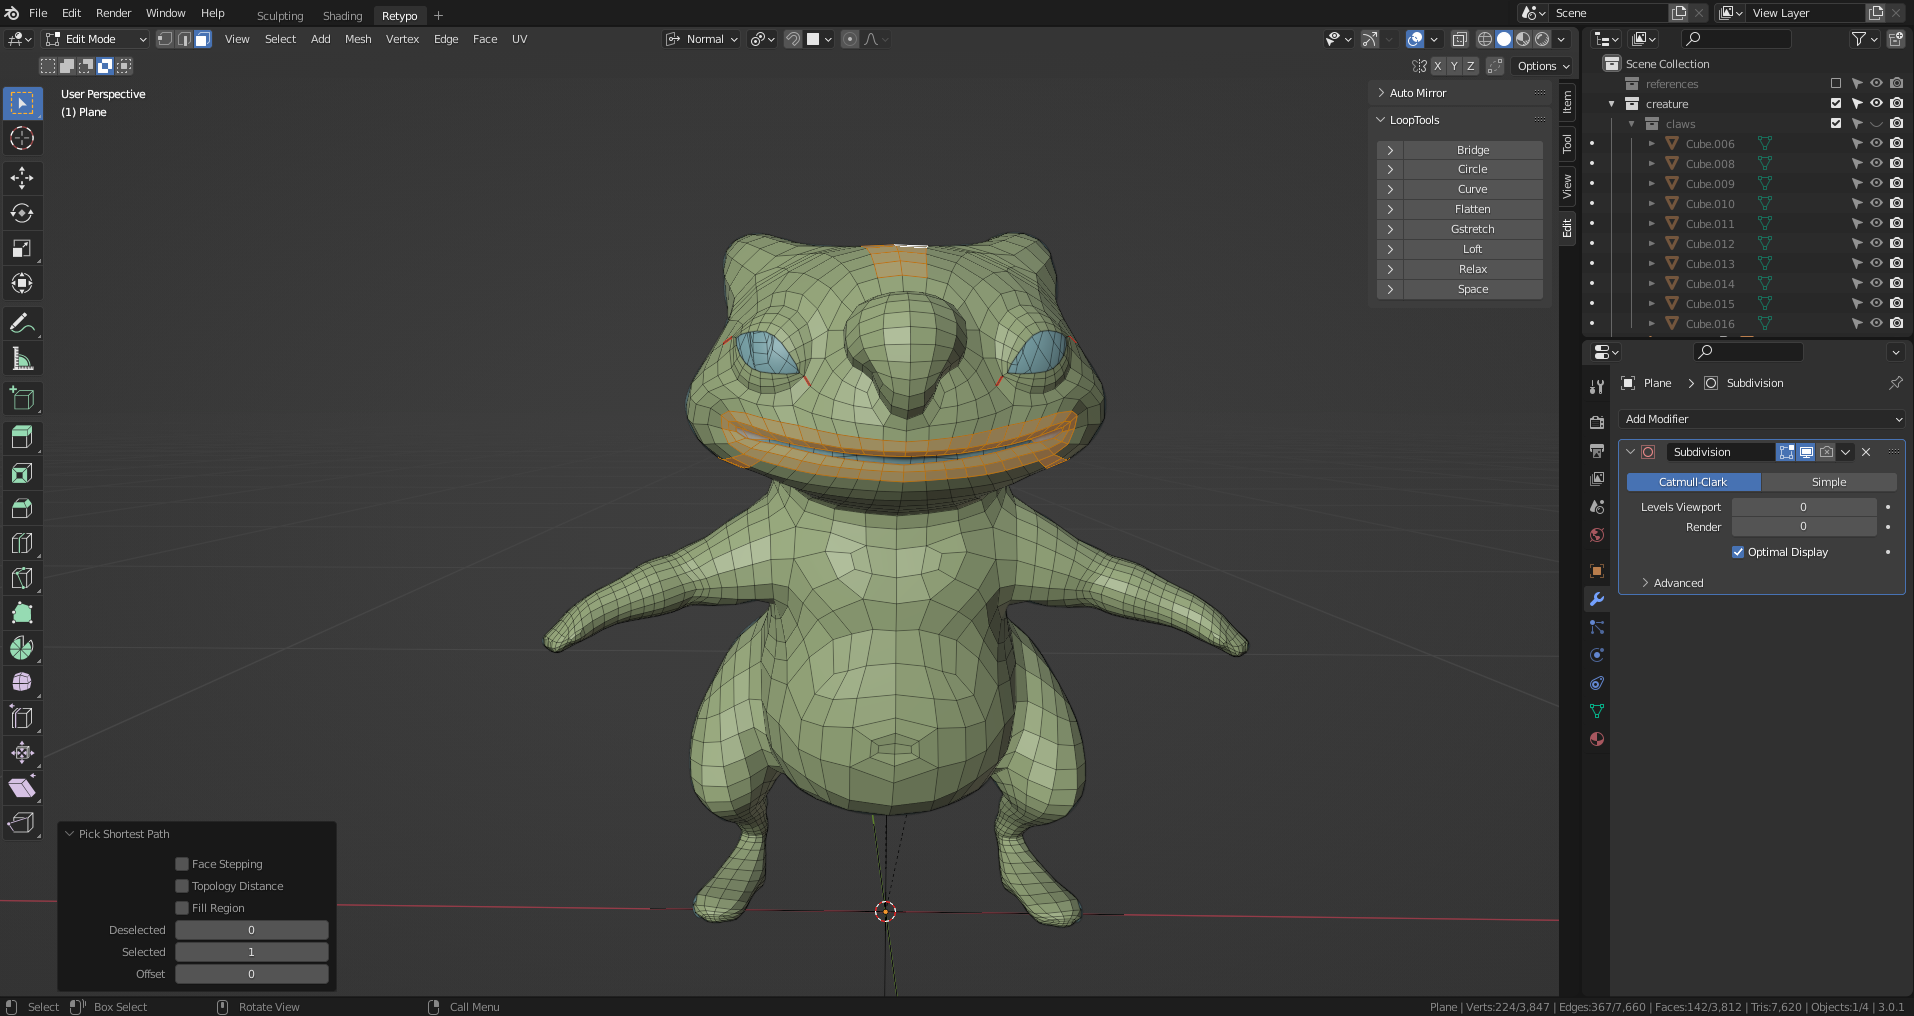 File Edit Render Window Help Sculpting Shading Retypo + Scene View Layer
Edit Mode View Select Add Mesh Vertex Edge Face UV Normal
X Y Z Options
User Perspective
(1) Plane
Auto Mirror
LoopTools
Bridge
Circle
Curve
Flatten
Gstretch
Loft
Relax
Space
Item
Tool
View
Edit
Scene Collection
references
creature
claws
Cube.006
Cube.008
Cube.009
Cube.010
Cube.011
Cube.012
Cube.013
Cube.014
Cube.015
Cube.016
Plane > Subdivision
Add Modifier
Subdivision
Catmull-Clark Simple
Levels Viewport 0
Render 0
Optimal Display
Advanced
Pick Shortest Path
Face Stepping
Topology Distance
Fill Region
Deselected 0
Selected 1
Offset 0
Select Box Select Rotate View Call Menu Plane | Verts:224/3,847 | Edges:367/7,660 | Faces:142/3,812 | Tris:7,620 | Objects:1/4 | 3.0.1